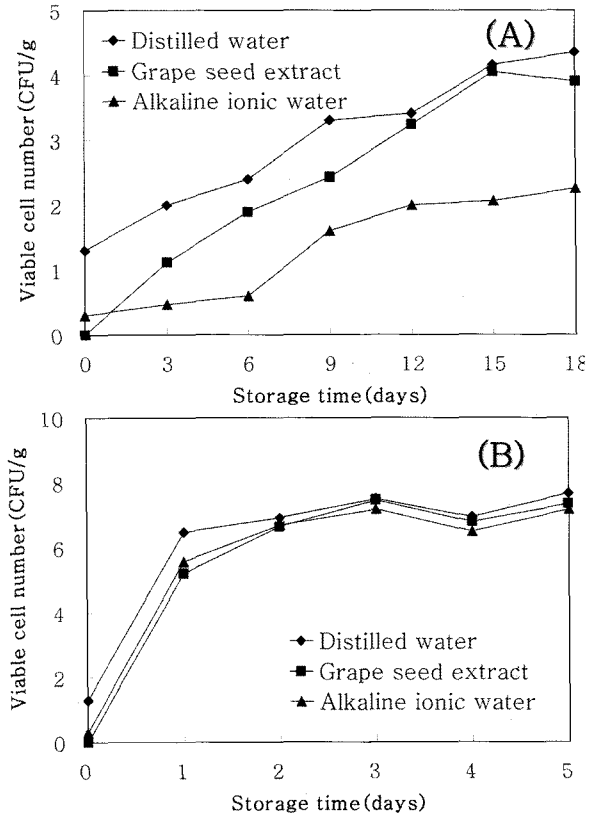 5
4
3
2
1
0
Viable cell number(CFU/g
(A)
Distilled water
Grape seed extract
Alkaline ionic water
0 3 6 9 12 15 18
Storage time(days)
10
8
6
4
2
0
Viable cell number(CFU/g
(B)
Distilled water
Grape seed extract
Alkaline ionic water
0 1 2 3 4 5
Storage time(days)